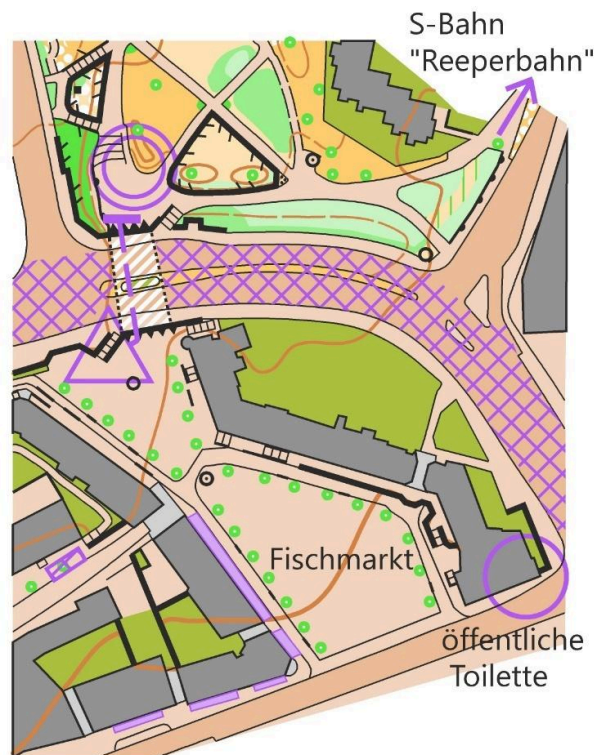 S-Bahn
"Reeperbahn"
Fischmarkt
öffentliche
Toilette